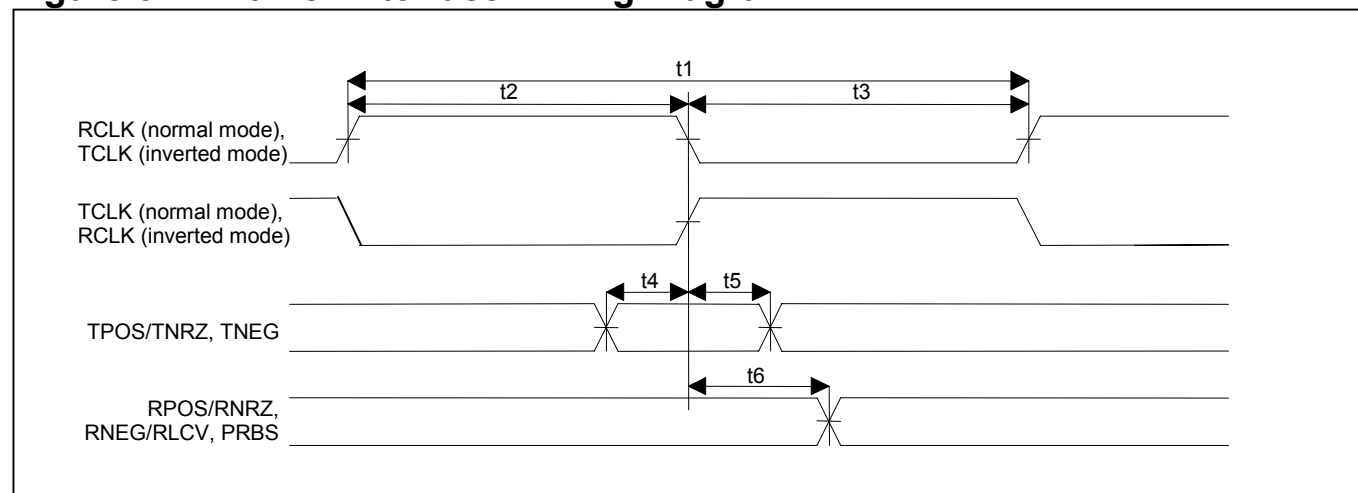 t1
t2
t3
RCLK (normal mode),
TCLK (inverted mode)
TCLK (normal mode),
RCLK (inverted mode)
t4
t5
TPOS/TNRZ, TNEG
t6
RPOS/RNRZ,
RNEG/RLCV, PRBS